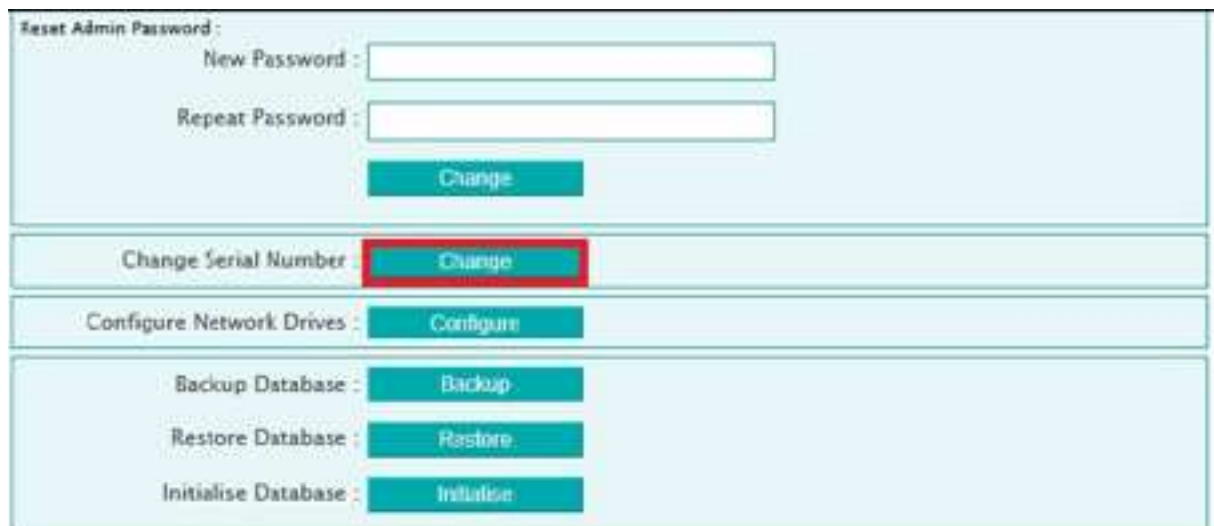 Reset Admin Password :
New Password :
Repeat Password :
Change
Change Serial Number : Change
Configure Network Drives : Configure
Backup Database : Backup
Restore Database : Restore
Initialise Database : Initialise